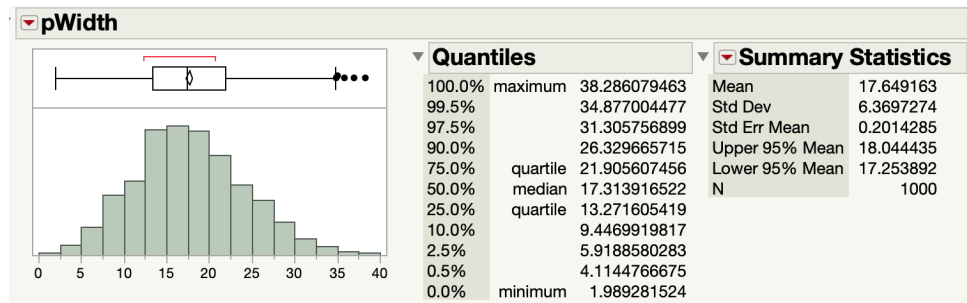 pWidth
0 5 10 15 20 25 30 35 40
Quantiles
100.0% maximum 38.286079463
99.5% 34.877004477
97.5% 31.305756899
90.0% 26.329665715
75.0% quartile 21.905607456
50.0% median 17.313916522
25.0% quartile 13.271605419
10.0% 9.4469919817
2.5% 5.9188580283
0.5% 4.1144766675
0.0% minimum 1.989281524
Summary Statistics
Mean 17.649163
Std Dev 6.3697274
Std Err Mean 0.2014285
Upper 95% Mean 18.044435
Lower 95% Mean 17.253892
N 1000